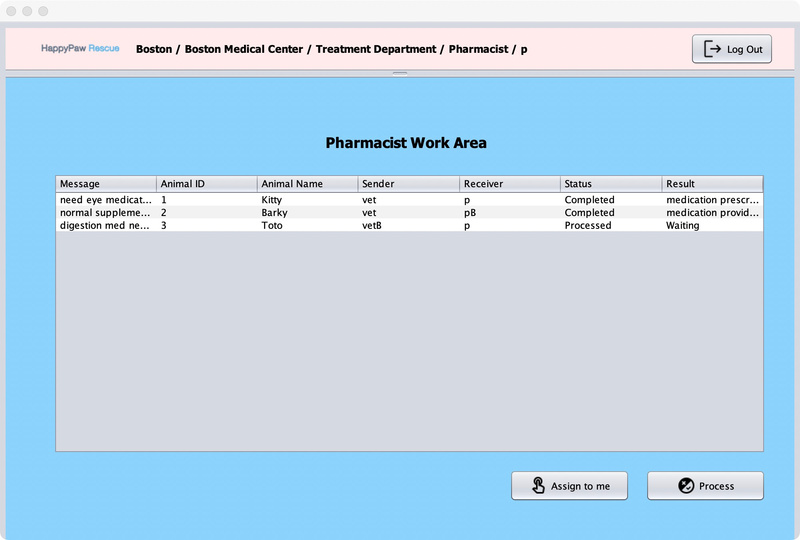 HappyPaw Rescue Boston / Boston Medical Center / Treatment Department / Pharmacist / p Log Out
Pharmacist Work Area
Message Animal ID Animal Name Sender Receiver Status Result
need eye medicat... 1 Kitty vet p Completed medication prescr...
normal suppleme... 2 Barky vet pB Completed medication provid...
digestion med ne... 3 Toto vetB p Processed Waiting
Assign to me Process